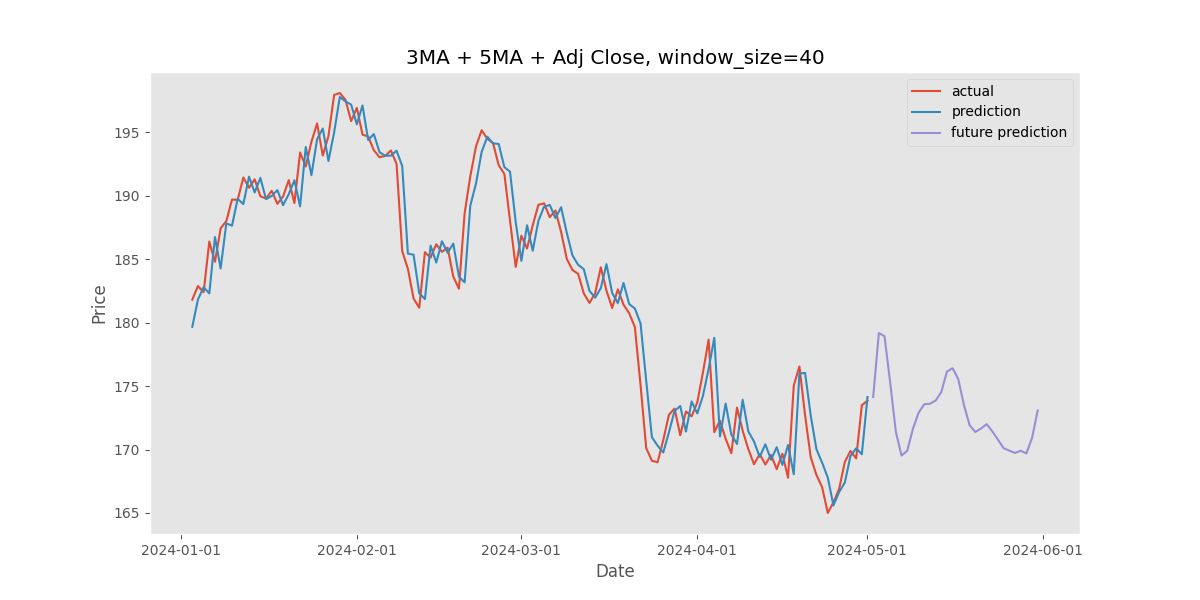 3MA + 5MA + Adj Close, window_size=40
actual
prediction
future prediction
195
190
185
180
175
170
165
Price
2024-01-01 2024-02-01 2024-03-01 2024-04-01 2024-05-01 2024-06-01
Date